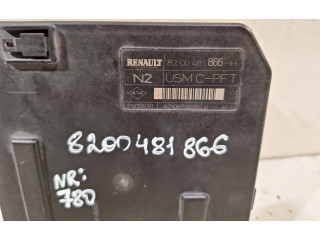 RENAULT 8200481866-H
N2 USM C-PFT
8200481866
NR:
780